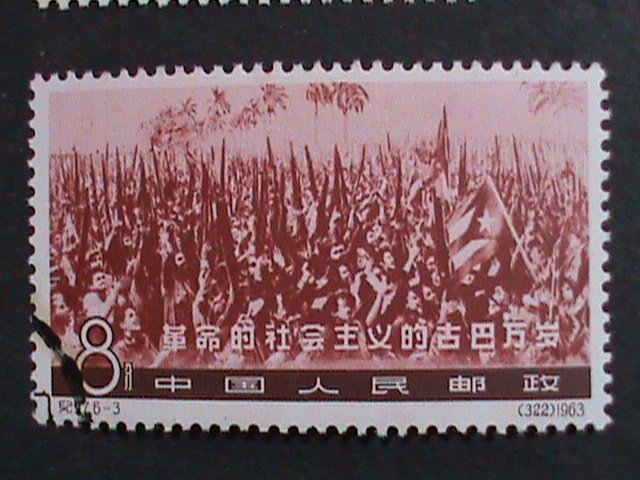 革命的社会主义的古巴万岁
8分 中国人民邮政
6-3 (322)1963